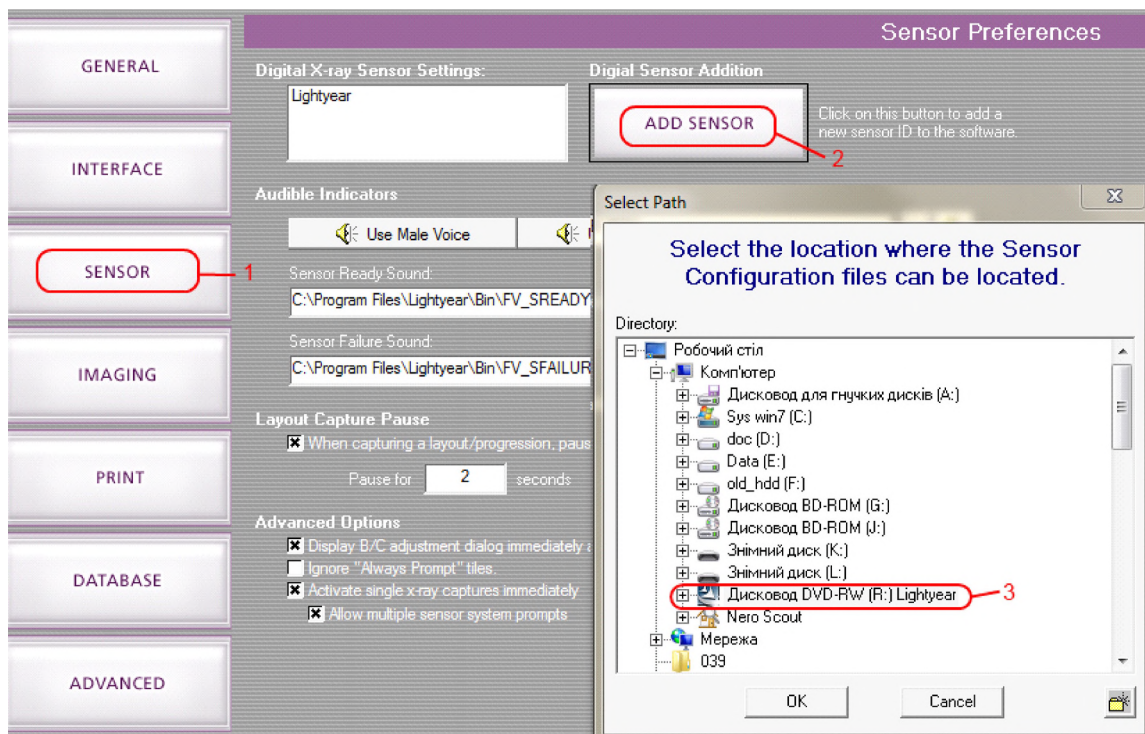 Sensor Preferences
GENERAL
INTERFACE
SENSOR
1
IMAGING
PRINT
DATABASE
ADVANCED
Digital X-ray Sensor Settings:
Lightyear
Digial Sensor Addition
ADD SENSOR
2
Click on this button to add a
new sensor ID to the software.
Audible Indicators
Use Male Voice
Sensor Ready Sound:
C:\Program Files\Lightyear\Bin\FV_SREADY
Sensor Failure Sound:
C:\Program Files\Lightyear\Bin\FV_SFAILUR
Layout Capture Pause
When capturing a layout/progression, paus
Pause for 2 seconds
Advanced Options
Display B/C adjustment dialog immediately a
Ignore "Always Prompt" tiles.
Activate single x-ray captures immediately
Allow multiple sensor system prompts
Select Path
Select the location where the Sensor
Configuration files can be located.
Directory:
Робочий стіл
Комп'ютер
Дисковод для гнучких дисків (A:)
Sys win7 (C:)
doc (D:)
Data (E:)
old_hdd (F:)
Дисковод BD-ROM (G:)
Дисковод BD-ROM (J:)
Знімний диск (K:)
Знімний диск (L:)
Дисковод DVD-RW (R:) Lightyear
3
Nero Scout
Мережа
039
OK
Cancel